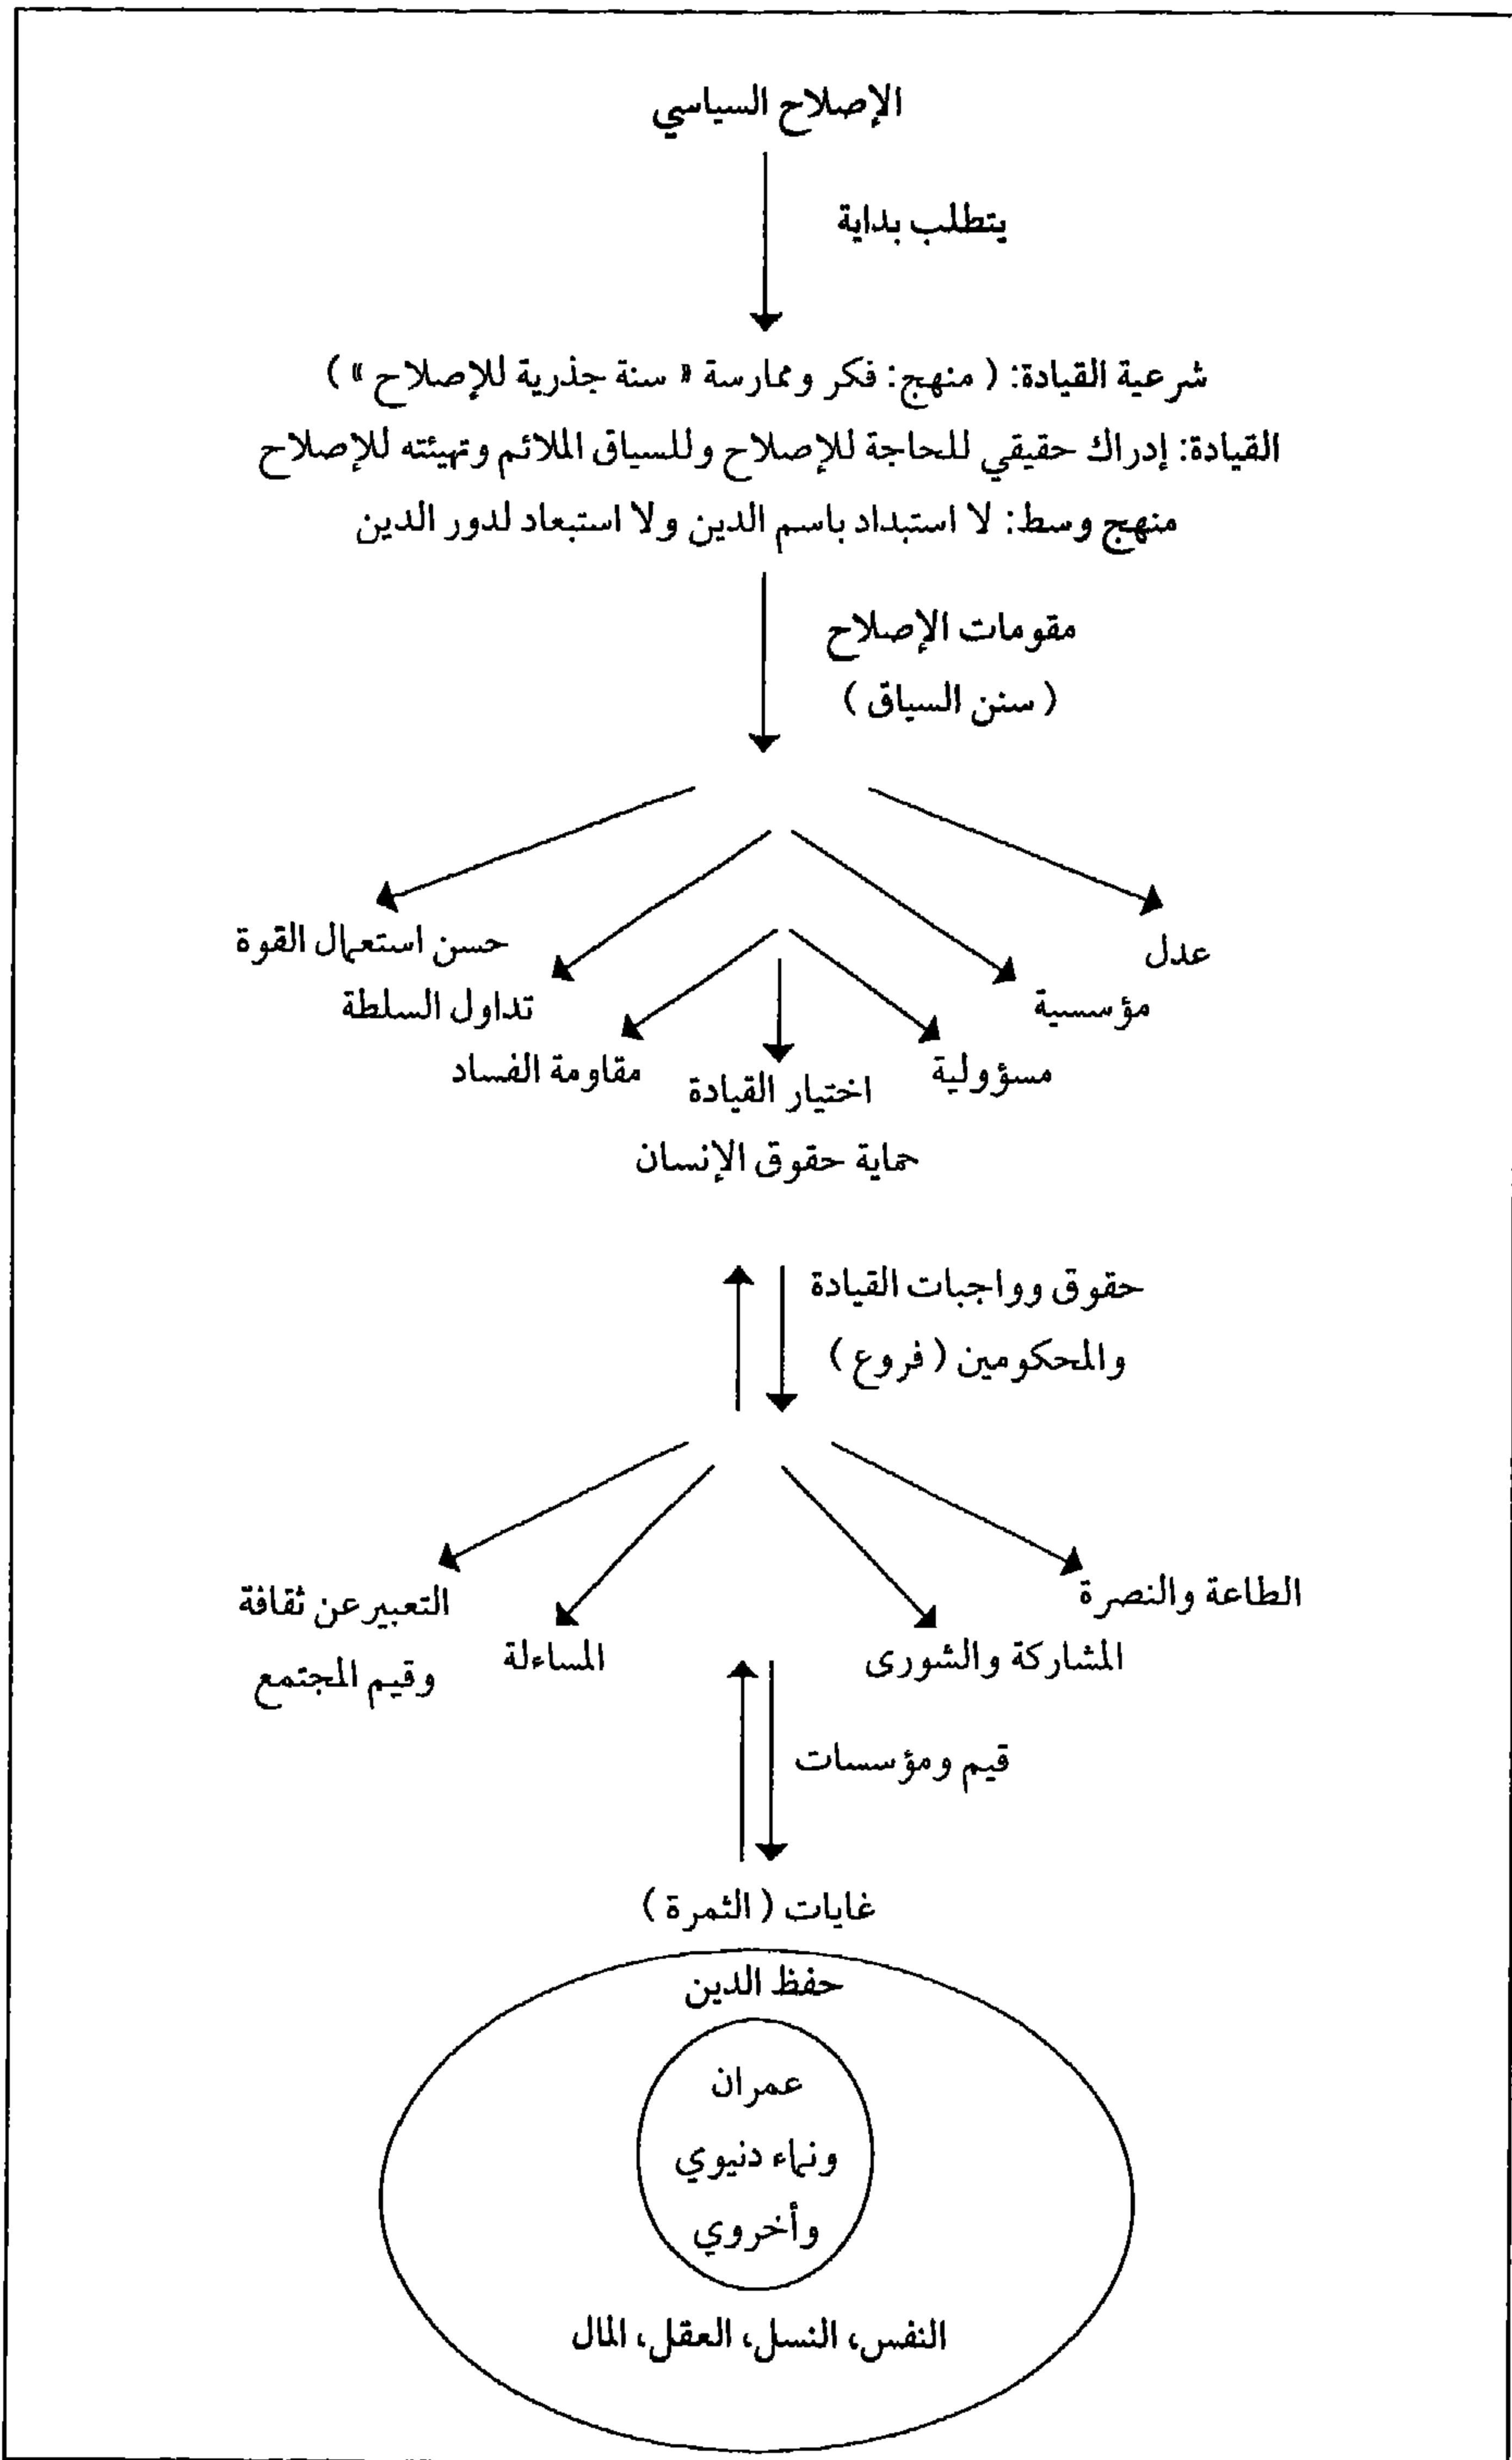 الإصلاح السياسي
يتطلب بداية
شرعية القيادة: ( منهج: فكر وممارسة « سنة جذرية للإصلاح » )
القيادة: إدراك حقيقي للحاجة للإصلاح وللسياق الملائم وتهيئته للإصلاح
منهج وسط: لا استبداد باسم الدين ولا استبعاد لدور الدين
مقومات الإصلاح
( سنن السياق )
عدل
حسن استعمال القوة
مؤسسية
تداول السلطة
مسؤولية
اختيار القيادة
مقاومة الفساد
حماية حقوق الإنسان
حقوق وواجبات القيادة
والمحكومين ( فروع )
الطاعة والنصرة
المشاركة والشورى
المساءلة
التعبير عن ثقافة
وقيم المجتمع
قيم ومؤسسات
غايات ( الثمرة )
حفظ الدين
عمران
ونماء دنيوي
وأخروي
النفس، النسل، العقل، المال